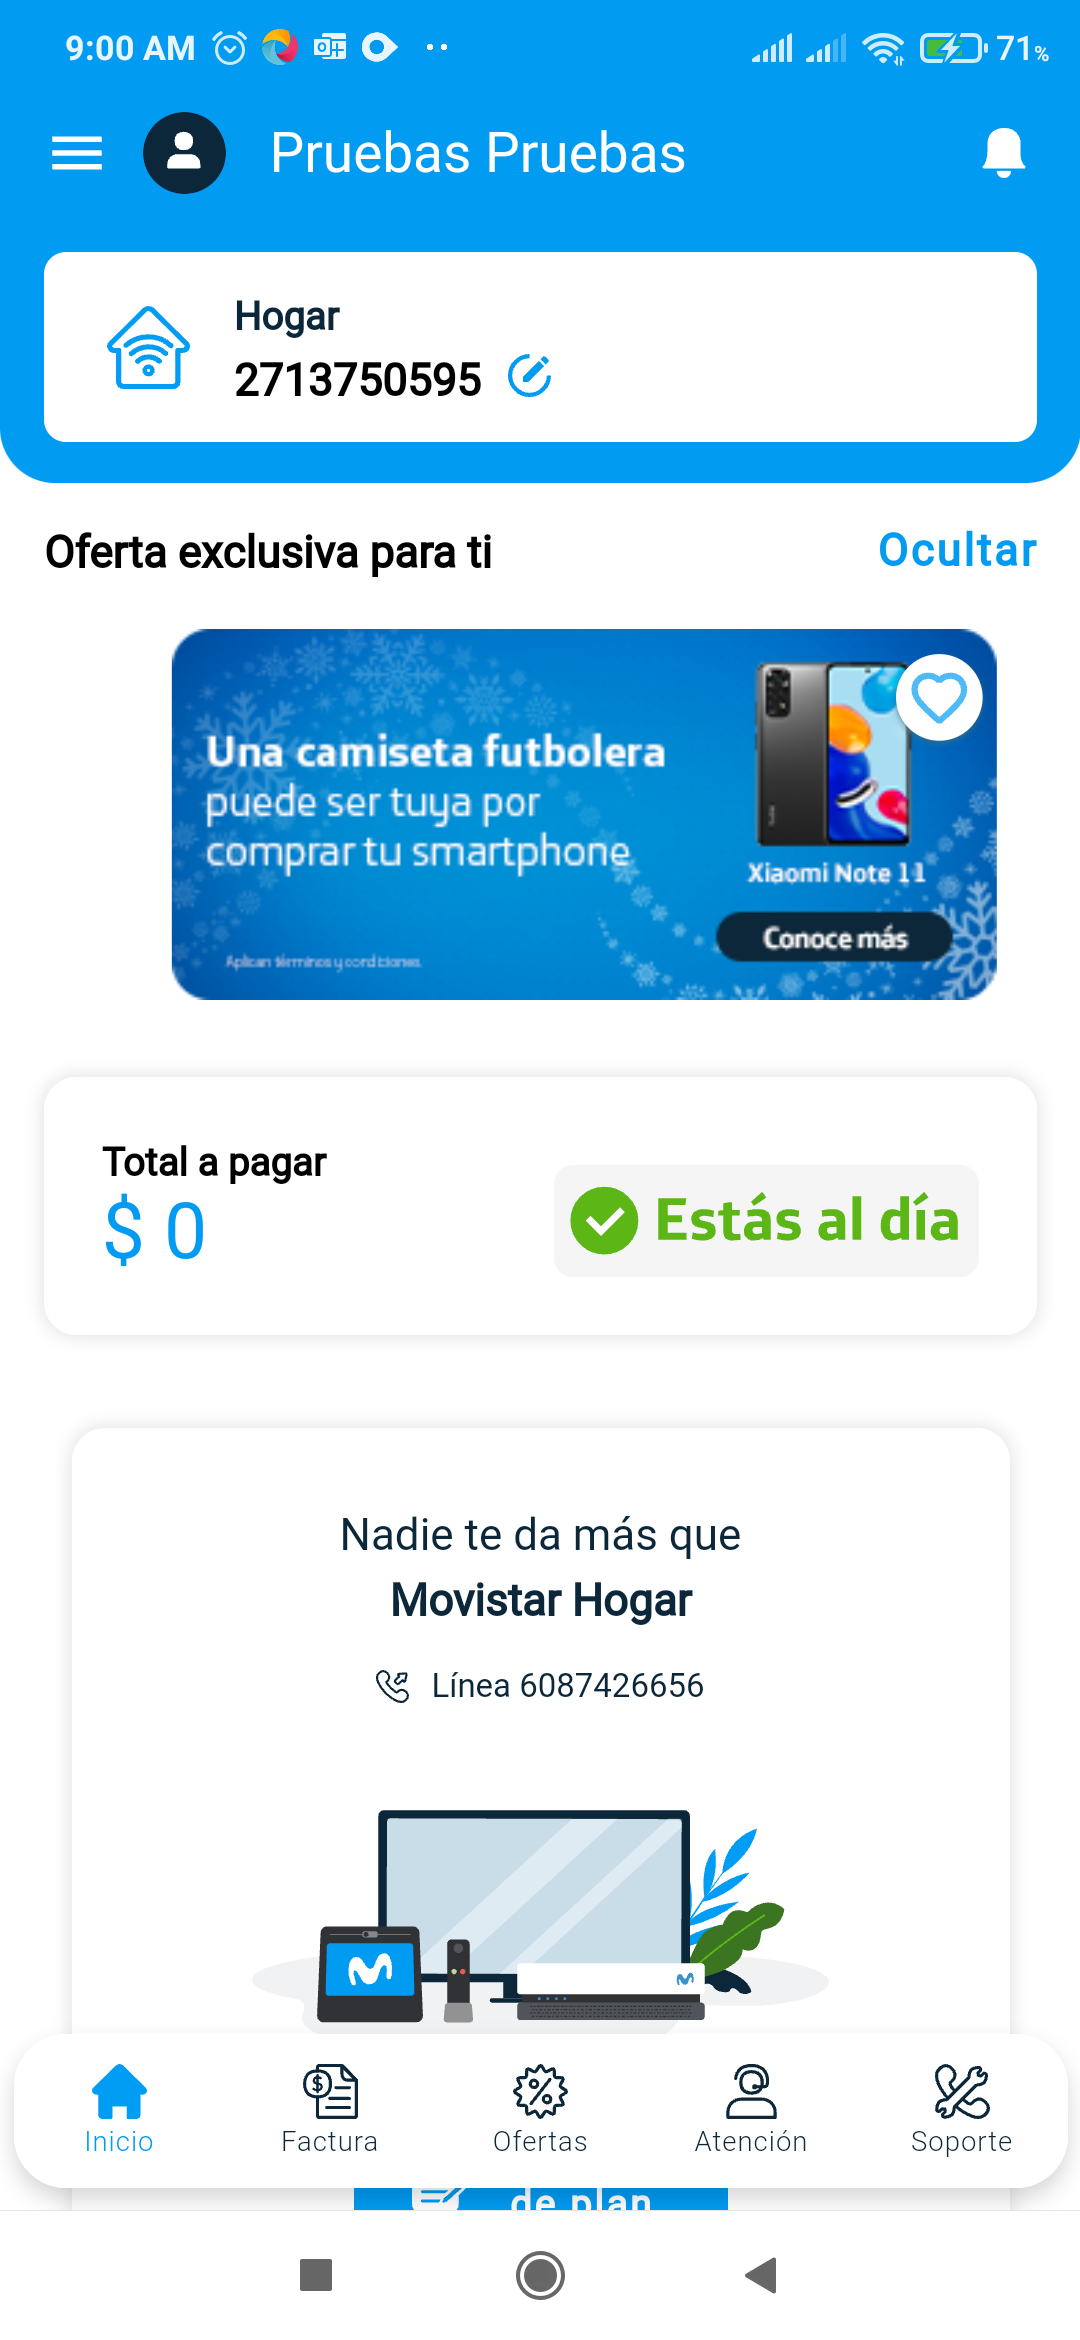 9:00 AM
71%
Pruebas Pruebas
Hogar
2713750595
Oferta exclusiva para ti
Ocultar
Una camiseta futbolera
puede ser tuya por
comprar tu smartphone
Xiaomi Note 11
Conoce más
Aplican términos y condiciones
Total a pagar
$ 0
Estás al día
Nadie te da más que
Movistar Hogar
Línea 6087426656
de plan
Inicio
Factura
Ofertas
Atención
Soporte